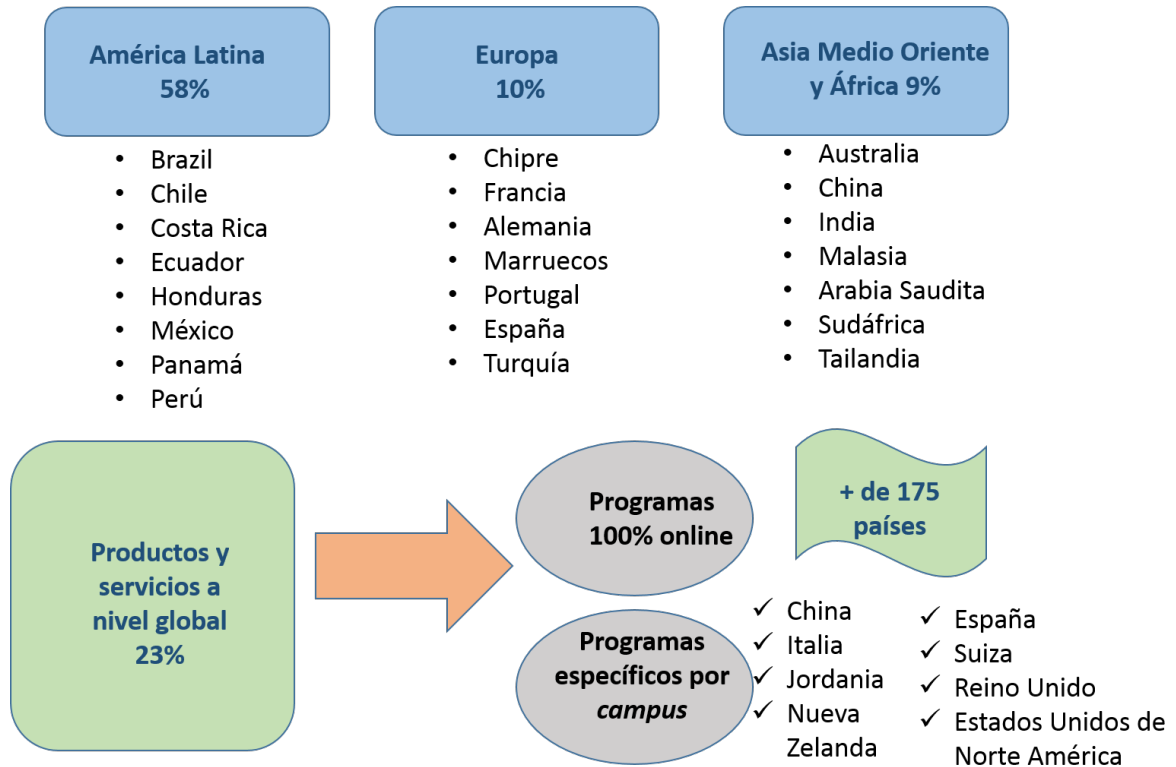 América Latina
58%
• Brazil
• Chile
• Costa Rica
• Ecuador
• Honduras
• México
• Panamá
• Perú
Europa
10%
• Chipre
• Francia
• Alemania
• Marruecos
• Portugal
• España
• Turquía
Asia Medio Oriente
y África 9%
• Australia
• China
• India
• Malasia
• Arabia Saudita
• Sudáfrica
• Tailandia
Productos y
servicios a
nivel global
23%
Programas
100% online
+ de 175
países
Programas
específicos por
campus
✓ China
✓ Italia
✓ Jordania
✓ Nueva
Zelanda
✓ España
✓ Suiza
✓ Reino Unido
✓ Estados Unidos de
Norte América